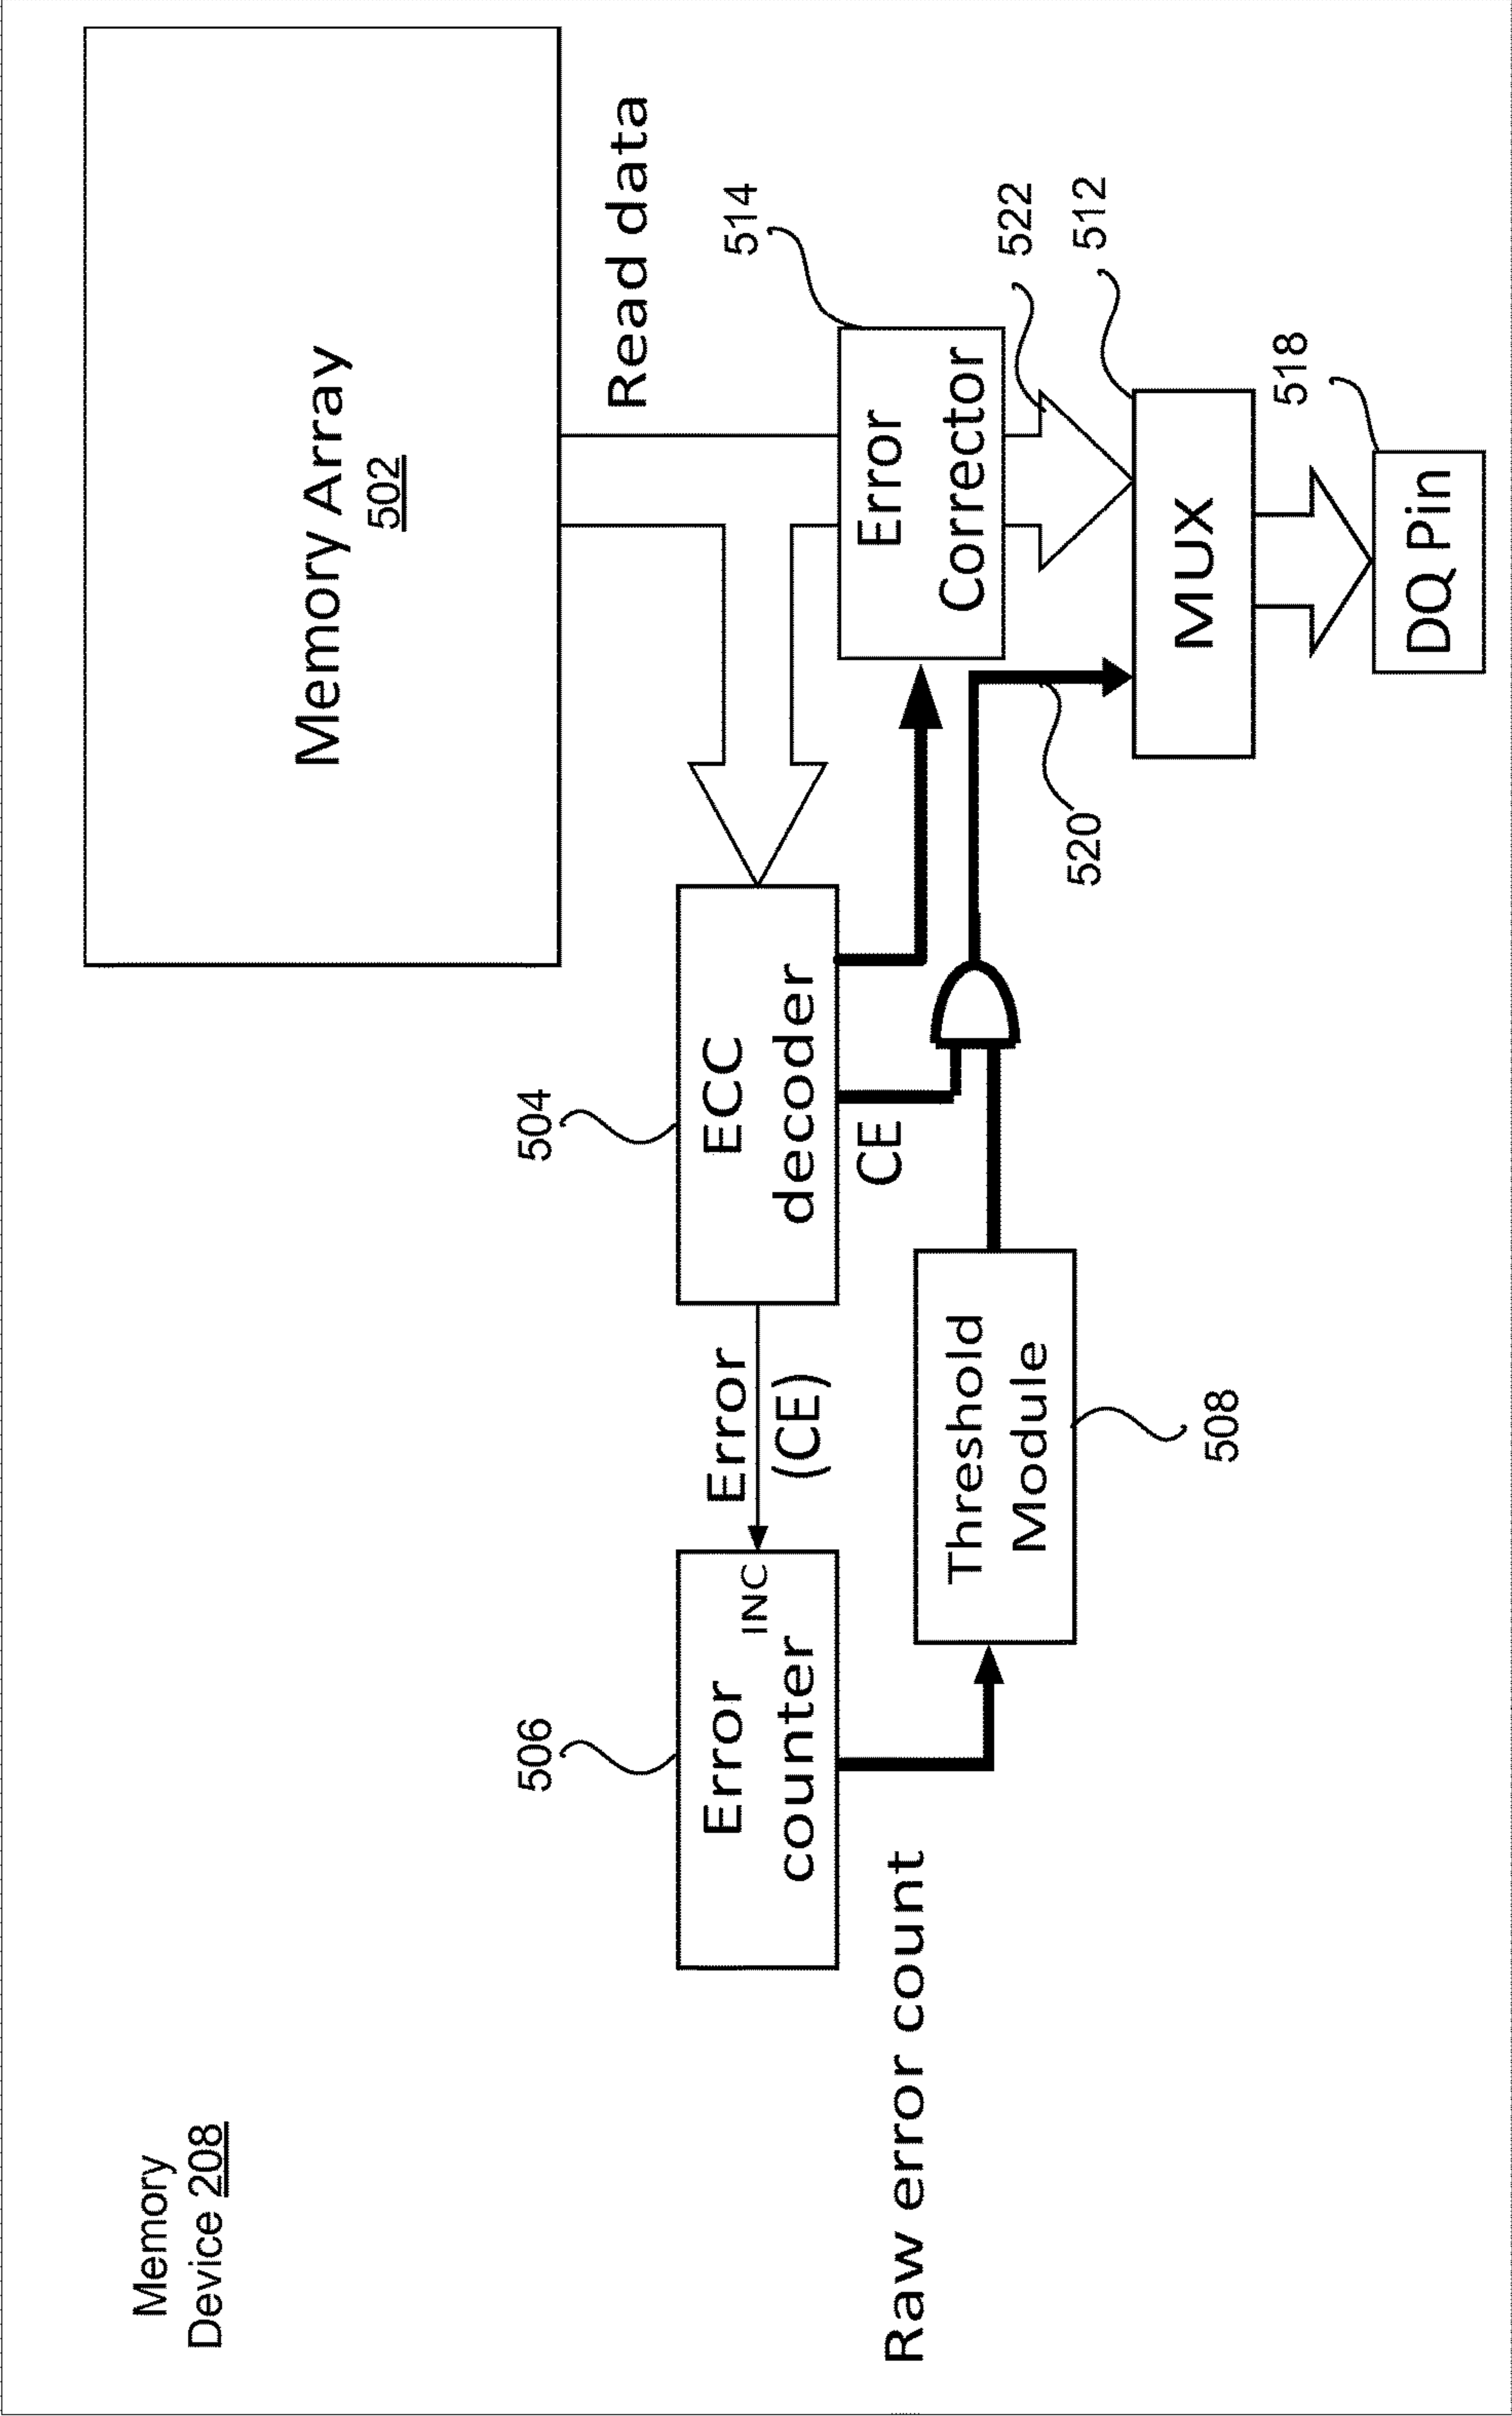 Memory
Device 208
Memory Array
502
Read data
504
506
514
ECC
decoder
Error
(CE)
Error
INC
counter
CE
Error
Corrector
522
512
Raw error count
Threshold
Module
508
520
MUX
518
DQ Pin